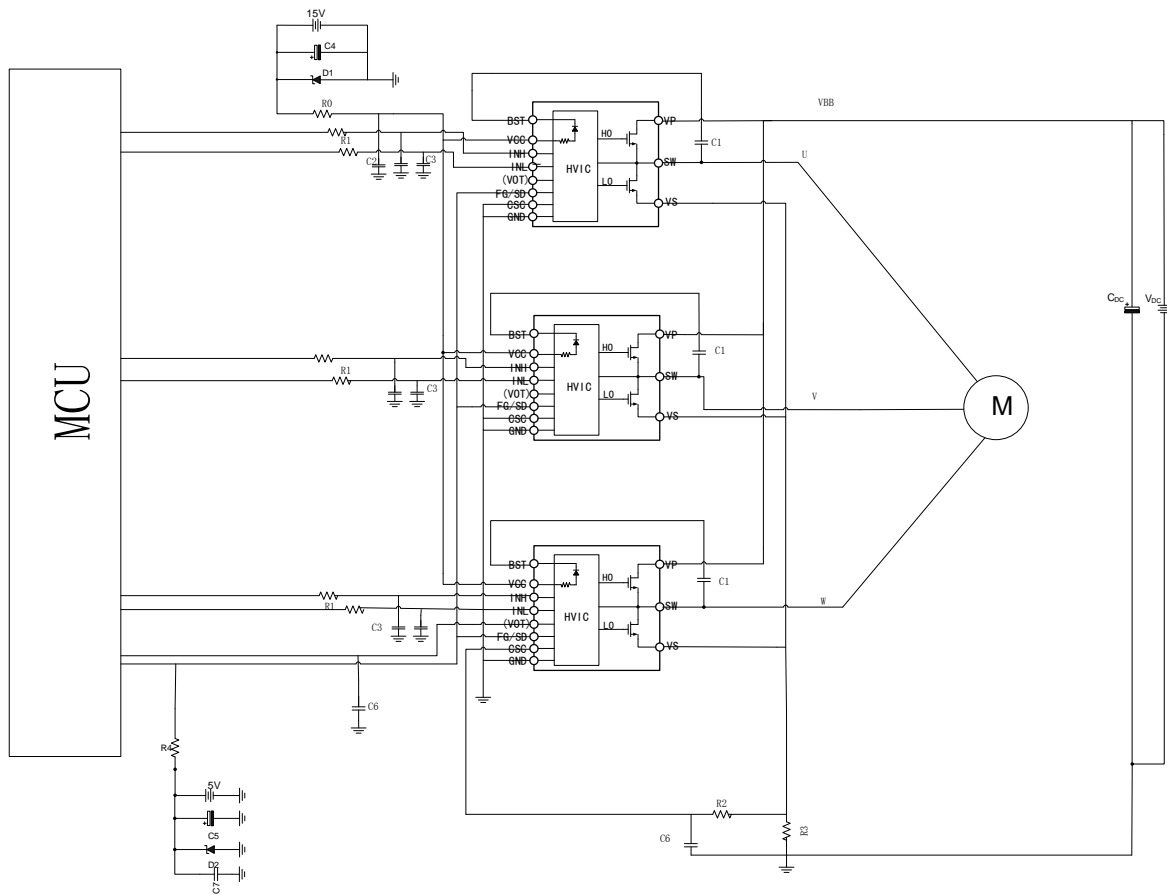 15V
C4
D1
R0
R1
C2
C3
MCU
BST
VCC
INH
INL
(VOT)
FG/SD
CSC
GND
HVIC
HO
LO
VP
SW
VS
C1
VBB
U
BST
VCC
INH
INL
(VOT)
FG/SD
CSC
GND
HVIC
HO
LO
VP
SW
VS
C1
R1
C3
V
M
CDC
+
VDC
BST
VCC
INH
INL
(VOT)
FG/SD
CSC
GND
HVIC
HO
LO
VP
SW
VS
C1
R1
C3
W
C6
R4
5V
C5
D2
C7
R2
C6
R3